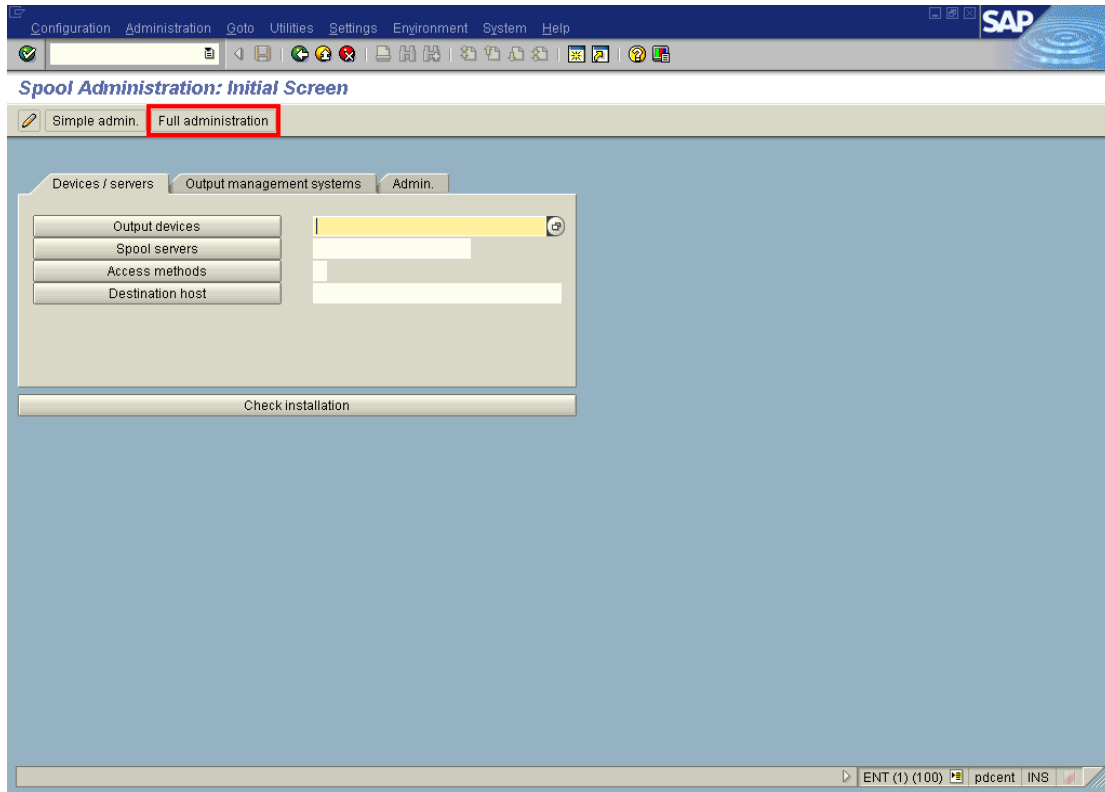 Configuration Administration Goto Utilities Settings Environment System Help
SAP
Spool Administration: Initial Screen
Simple admin. Full administration
Devices / servers Output management systems Admin.
Output devices
Spool servers
Access methods
Destination host
Check installation
ENT (1) (100) pdcent INS